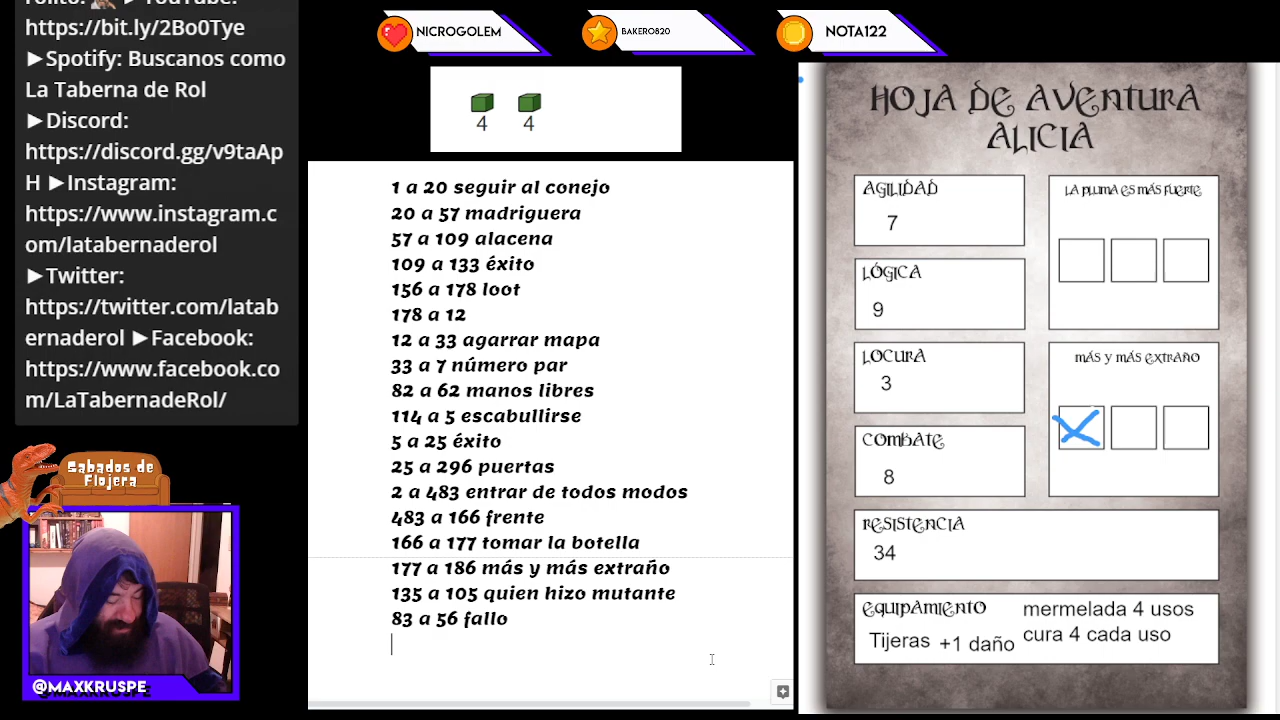 rolito: ► YouTube:
https://bit.ly/2Bo0Tye
►Spotify: Buscanos como
La Taberna de Rol
►Discord:
https://discord.gg/v9taAp
H ►Instagram:
https://www.instagram.c
om/latabernaderol
►Twitter:
https://twitter.com/latab
ernaderol ►Facebook:
https://www.facebook.co
m/LaTabernadeRol/
Sabados de
Flojera
@MAXKRUSPE
NICROGOLEM
BAKERO820
NOTA122
4 4
1 a 20 seguir al conejo
20 a 57 madriguera
57 a 109 alacena
109 a 133 éxito
156 a 178 loot
178 a 12
12 a 33 agarrar mapa
33 a 7 número par
82 a 62 manos libres
114 a 5 escabullirse
5 a 25 éxito
25 a 296 puertas
2 a 483 entrar de todos modos
483 a 166 frente
166 a 177 tomar la botella
177 a 186 más y más extraño
135 a 105 quien hizo mutante
83 a 56 fallo
HOJA DE AVENTURA
ALICIA
AGILIDAD
7
LÓGICA
9
LOCURA
3
COMBATE
8
LA PLUMA ES MÁS FUERTE
MÁS Y MÁS EXTRAÑO
RESISTENCIA
34
EQUIPAMIENTO
Tijeras +1 daño
mermelada 4 usos
cura 4 cada uso